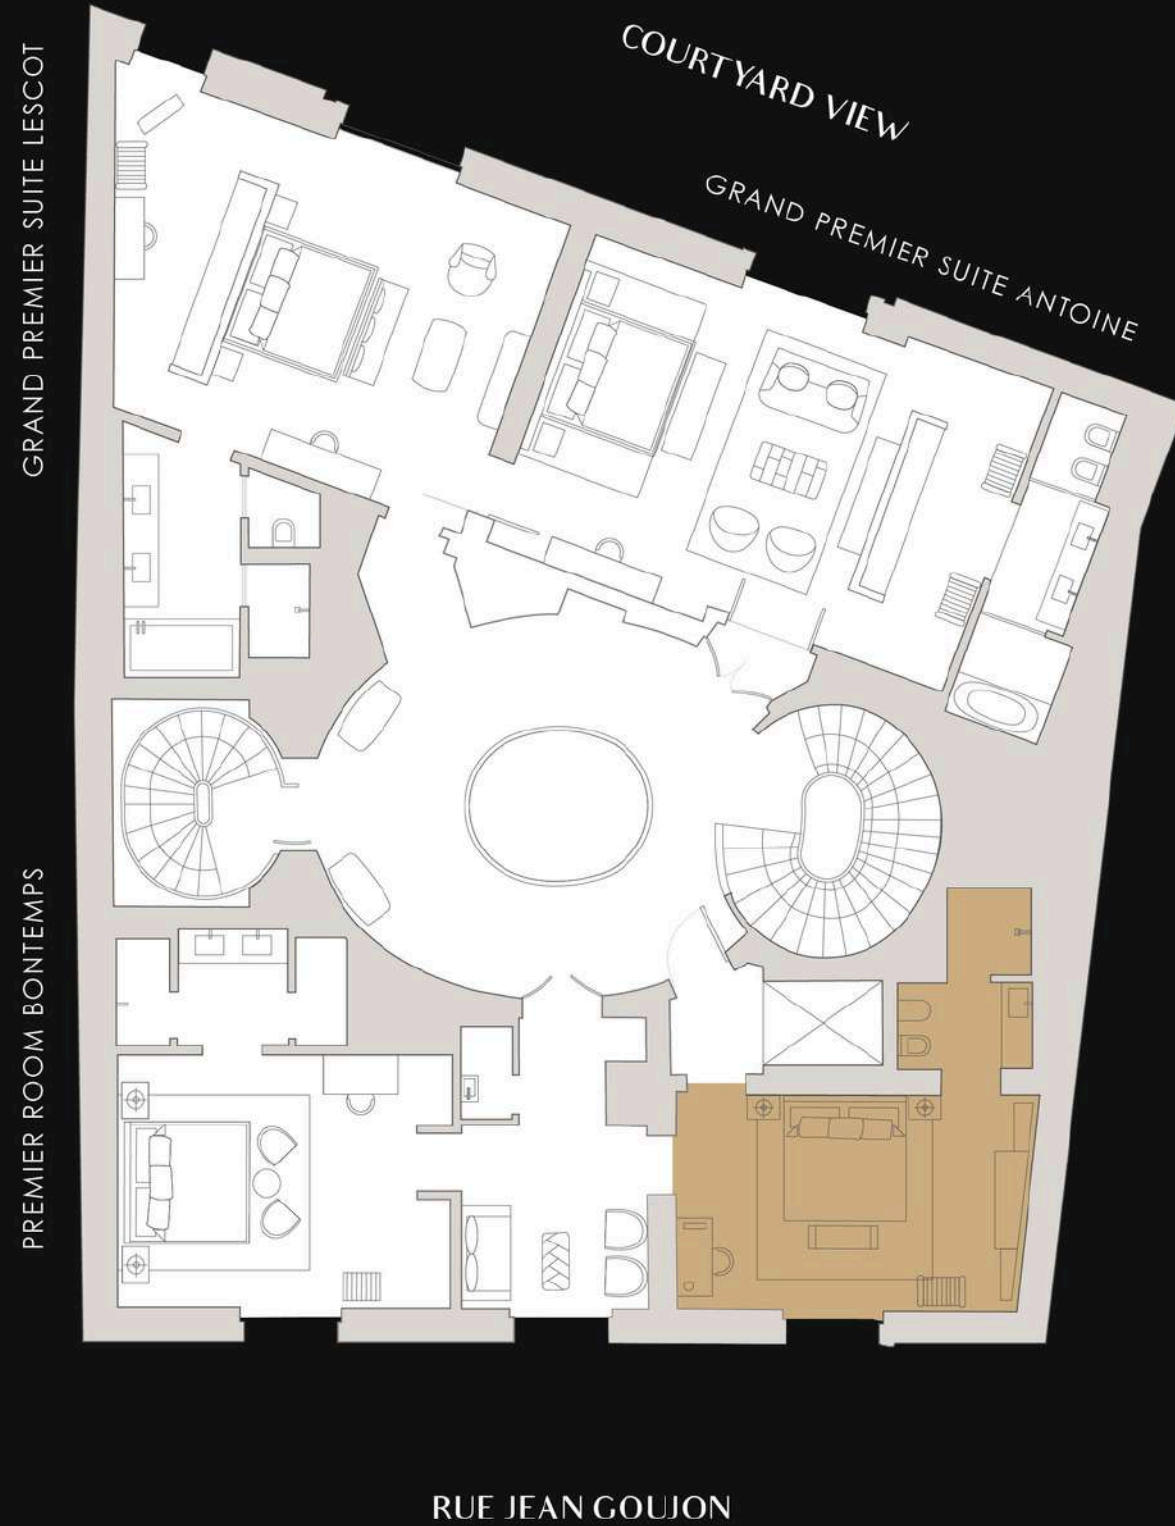 COURTYARD VIEW
GRAND PREMIER SUITE LESCOT
GRAND PREMIER SUITE ANTOINE
PREMIER ROOM BONTEMPS
RUE JEAN GOUJON